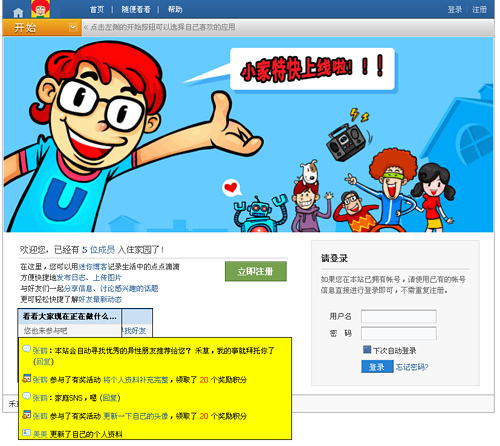 首页 | 随便看看 | 帮助
登录 | 注册
开始
« 点击左侧的开始按钮可以选择自己喜欢的应用
小家特快上线啦！！！
U
欢迎您，已经有 5 位成员 入住家园了！
在这里，您可以用迷你博客记录生活中的点点滴滴
方便快捷地发布日志、上传图片
与好友们一起分享信息、讨论感兴趣的话题
更可轻松快捷了解好友最新动态
立即注册
请登录
如果您在本站已拥有帐号，请使用已有的帐号
信息直接进行登录即可，不需重复注册。
用户名
密 码
下次自动登录
登录 忘记密码?
看看大家现在正在做什么...
您也来参与吧
寻找好友
张鹤：本站会自动寻找优秀的异性朋友推荐给您？ 禾某，我的事就拜托你了
(回复)
张鹤 参与了有奖活动 将个人资料补充完整，领取了 20 个奖励积分
张鹤：家庭SNS，嗯 (回复)
张鹤 参与了有奖活动 更新一下自己的头像，领取了 20 个奖励积分
美美 更新了自己的个人资料